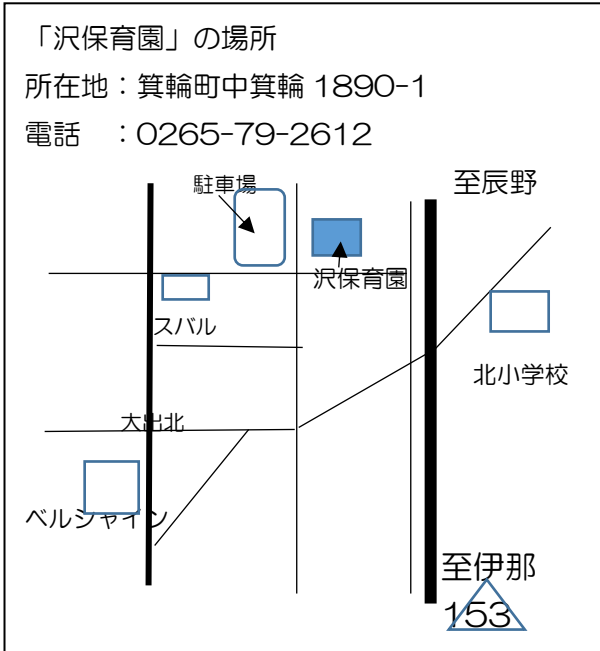 「沢保育園」の場所
所在地：箕輪町中箕輪 1890-1
電話　：0265-79-2612
駐車場
至辰野
沢保育園
スバル
北小学校
大出北
ベルシャイン
至伊那
153